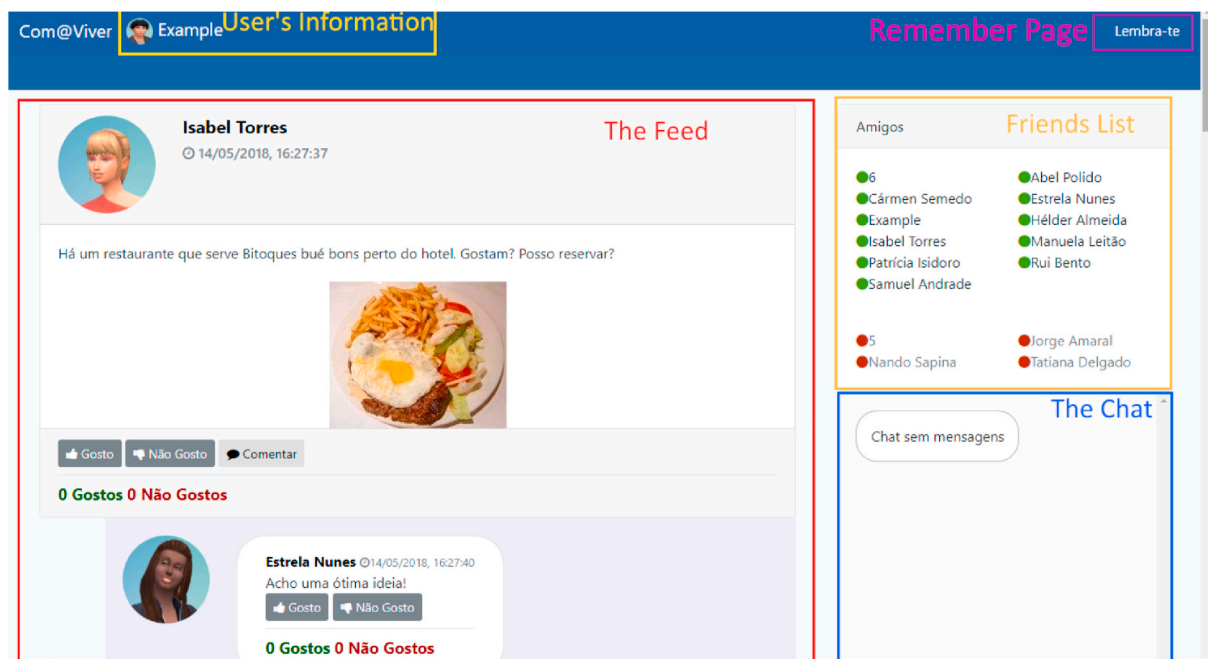 Com@Viver Example User's Information Remember Page Lembra-te
Isabel Torres
14/05/2018, 16:27:37
The Feed
Há um restaurante que serve Bitoques bué bons perto do hotel. Gostam? Posso reservar?
Gosto Não Gosto Comentar
0 Gostos 0 Não Gostos
Estrela Nunes 14/05/2018, 16:27:40
Acho uma ótima ideia!
Gosto Não Gosto
0 Gostos 0 Não Gostos
Amigos Friends List
6 Abel Polido
Cármen Semedo Estrela Nunes
Example Hélder Almeida
Isabel Torres Manuela Leitão
Patrícia Isidoro Rui Bento
Samuel Andrade
5 Jorge Amaral
Nando Sapina Tatiana Delgado
The Chat
Chat sem mensagens